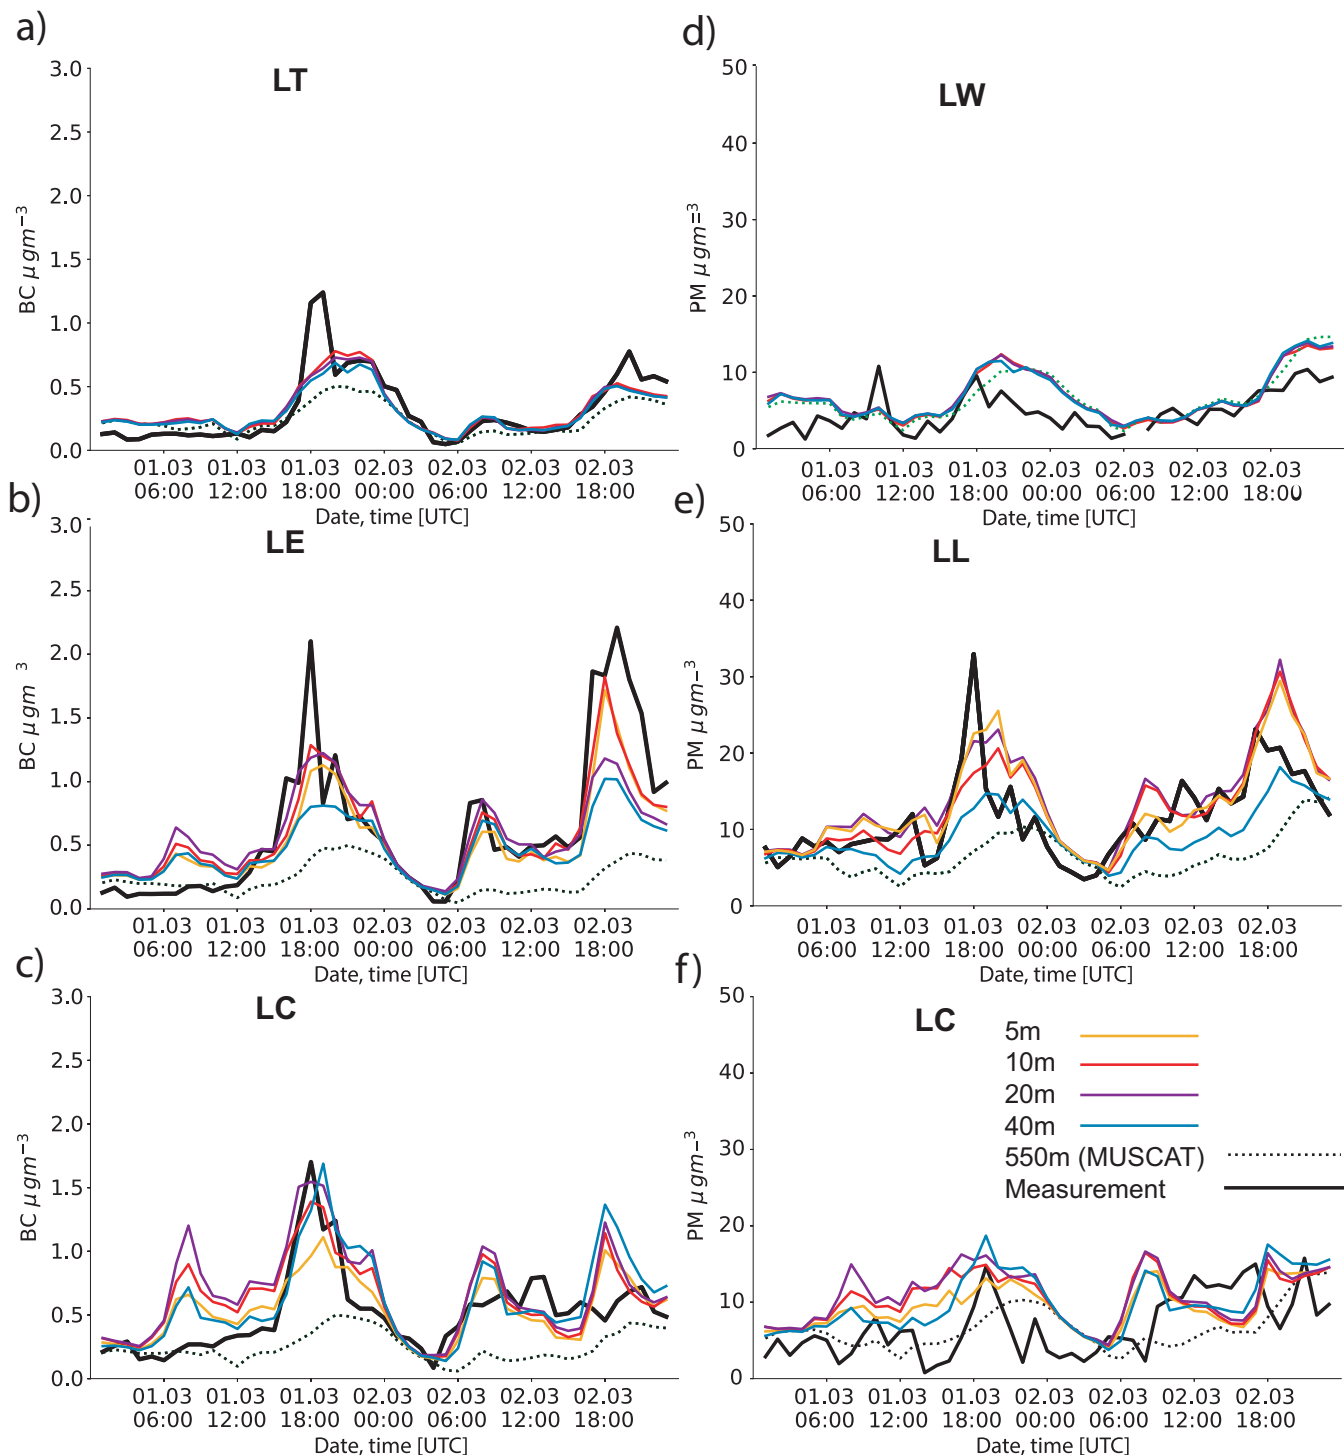 a)
LT
3.0
2.5
2.0
1.5
1.0
0.5
0.0
BC μgm−3
01.03 01.03 01.03 02.03 02.03 02.03 02.03
06:00 12:00 18:00 00:00 06:00 12:00 18:00
Date, time [UTC]
b)
LE
3.0
2.5
2.0
1.5
1.0
0.5
0.0
BC μgm 3
01.03 01.03 01.03 02.03 02.03 02.03 02.03
06:00 12:00 18:00 00:00 06:00 12:00 18:00
Date, time [UTC]
c)
LC
3.0
2.5
2.0
1.5
1.0
0.5
0.0
BC μgm−3
01.03 01.03 01.03 02.03 02.03 02.03 02.03
06:00 12:00 18:00 00:00 06:00 12:00 18:00
Date, time [UTC]
d)
LW
50
40
30
20
10
0
PM μgm=3
01.03 01.03 01.03 02.03 02.03 02.03 02.03
06:00 12:00 18:00 00:00 06:00 12:00 18:00
Date, time [UTC]
e)
LL
50
40
30
20
10
0
PM μgm−3
01.03 01.03 01.03 02.03 02.03 02.03 02.03
06:00 12:00 18:00 00:00 06:00 12:00 18:00
Date, time [UTC]
f)
LC
50
40
30
20
10
0
PM μgm−3
5m
10m
20m
40m
550m (MUSCAT)
Measurement
01.03 01.03 01.03 02.03 02.03 02.03 02.03
06:00 12:00 18:00 00:00 06:00 12:00 18:00
Date, time [UTC]